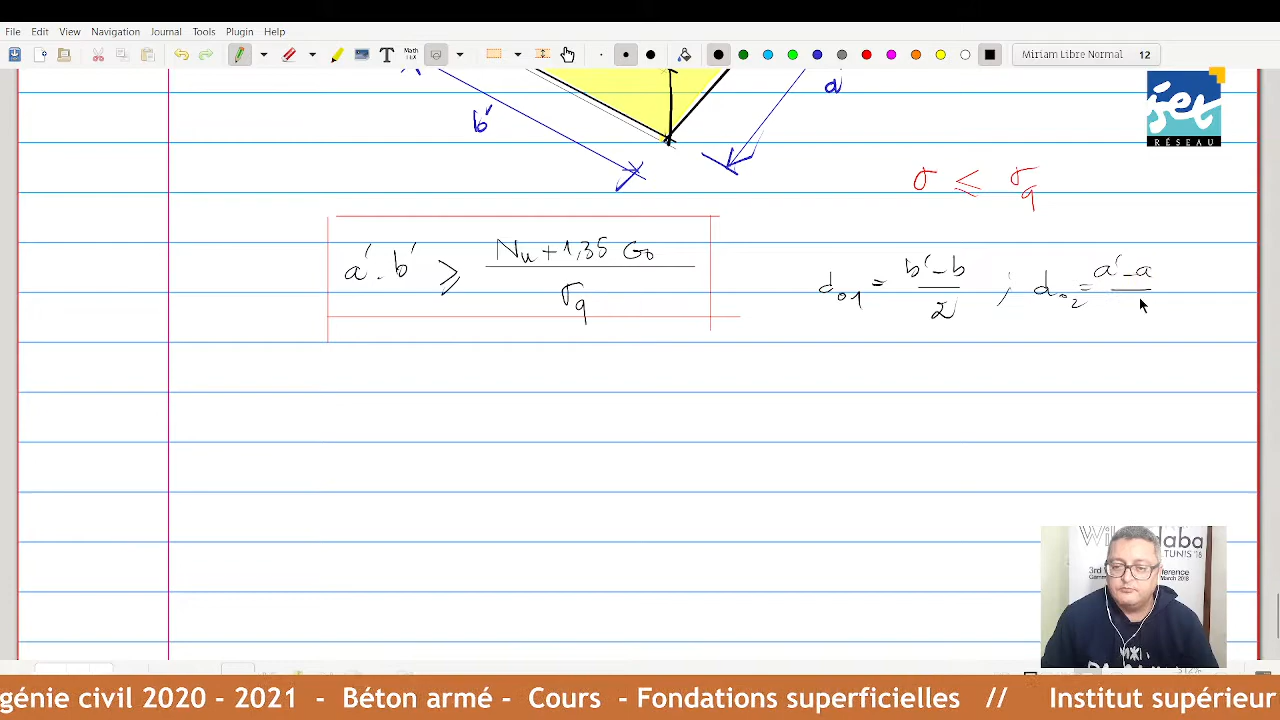 File Edit View Navigation Journal Tools Plugin Help
Miriam Libre Normal 12
b' a
RÉSEAU
σ ≤ σq
a'.b' ≥ (Nu + 1,35 G0) / σq
d01 = (b' - b) / 2 ; d02 = (a' - a) /
génie civil 2020 - 2021 - Béton armé - Cours - Fondations superficielles // Institut supérieur